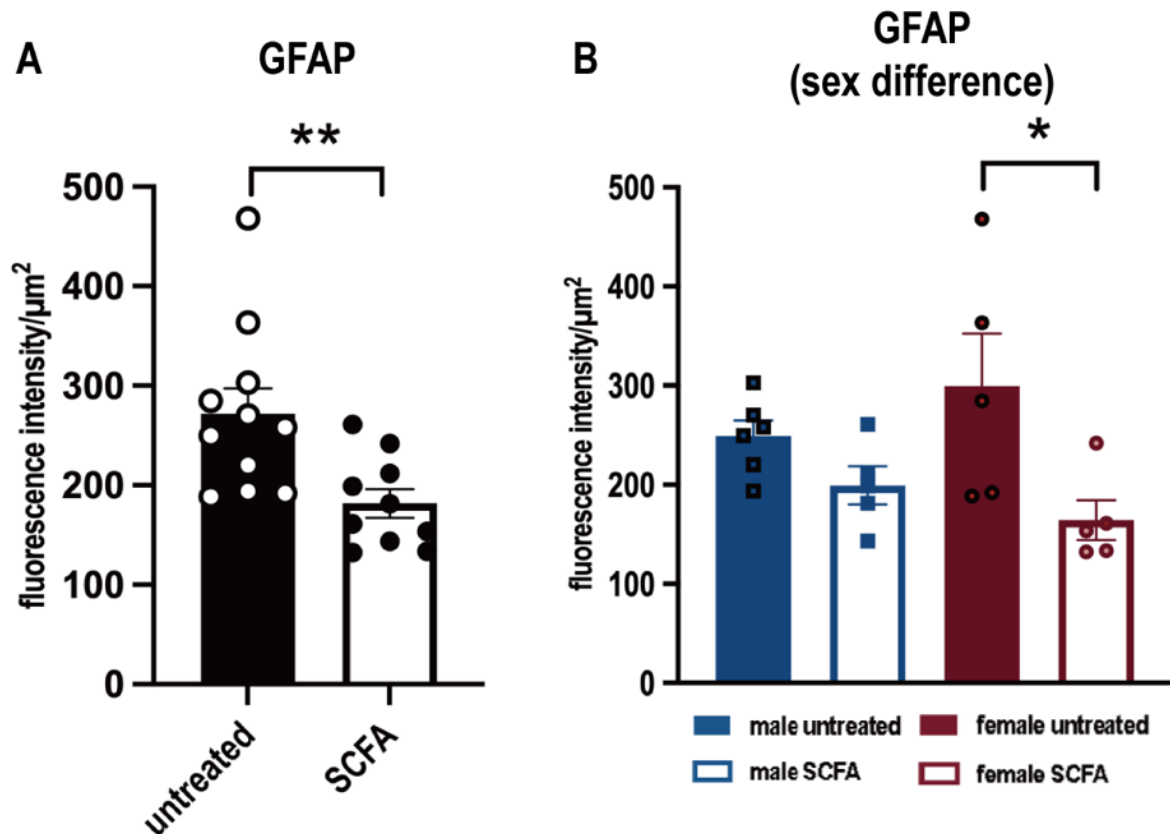 A
GFAP
**
500
400
300
200
100
0
fluorescence intensity/µm²
untreated
SCFA
B
GFAP
(sex difference)
*
500
400
300
200
100
0
fluorescence intensity/µm²
male untreated
female untreated
male SCFA
female SCFA